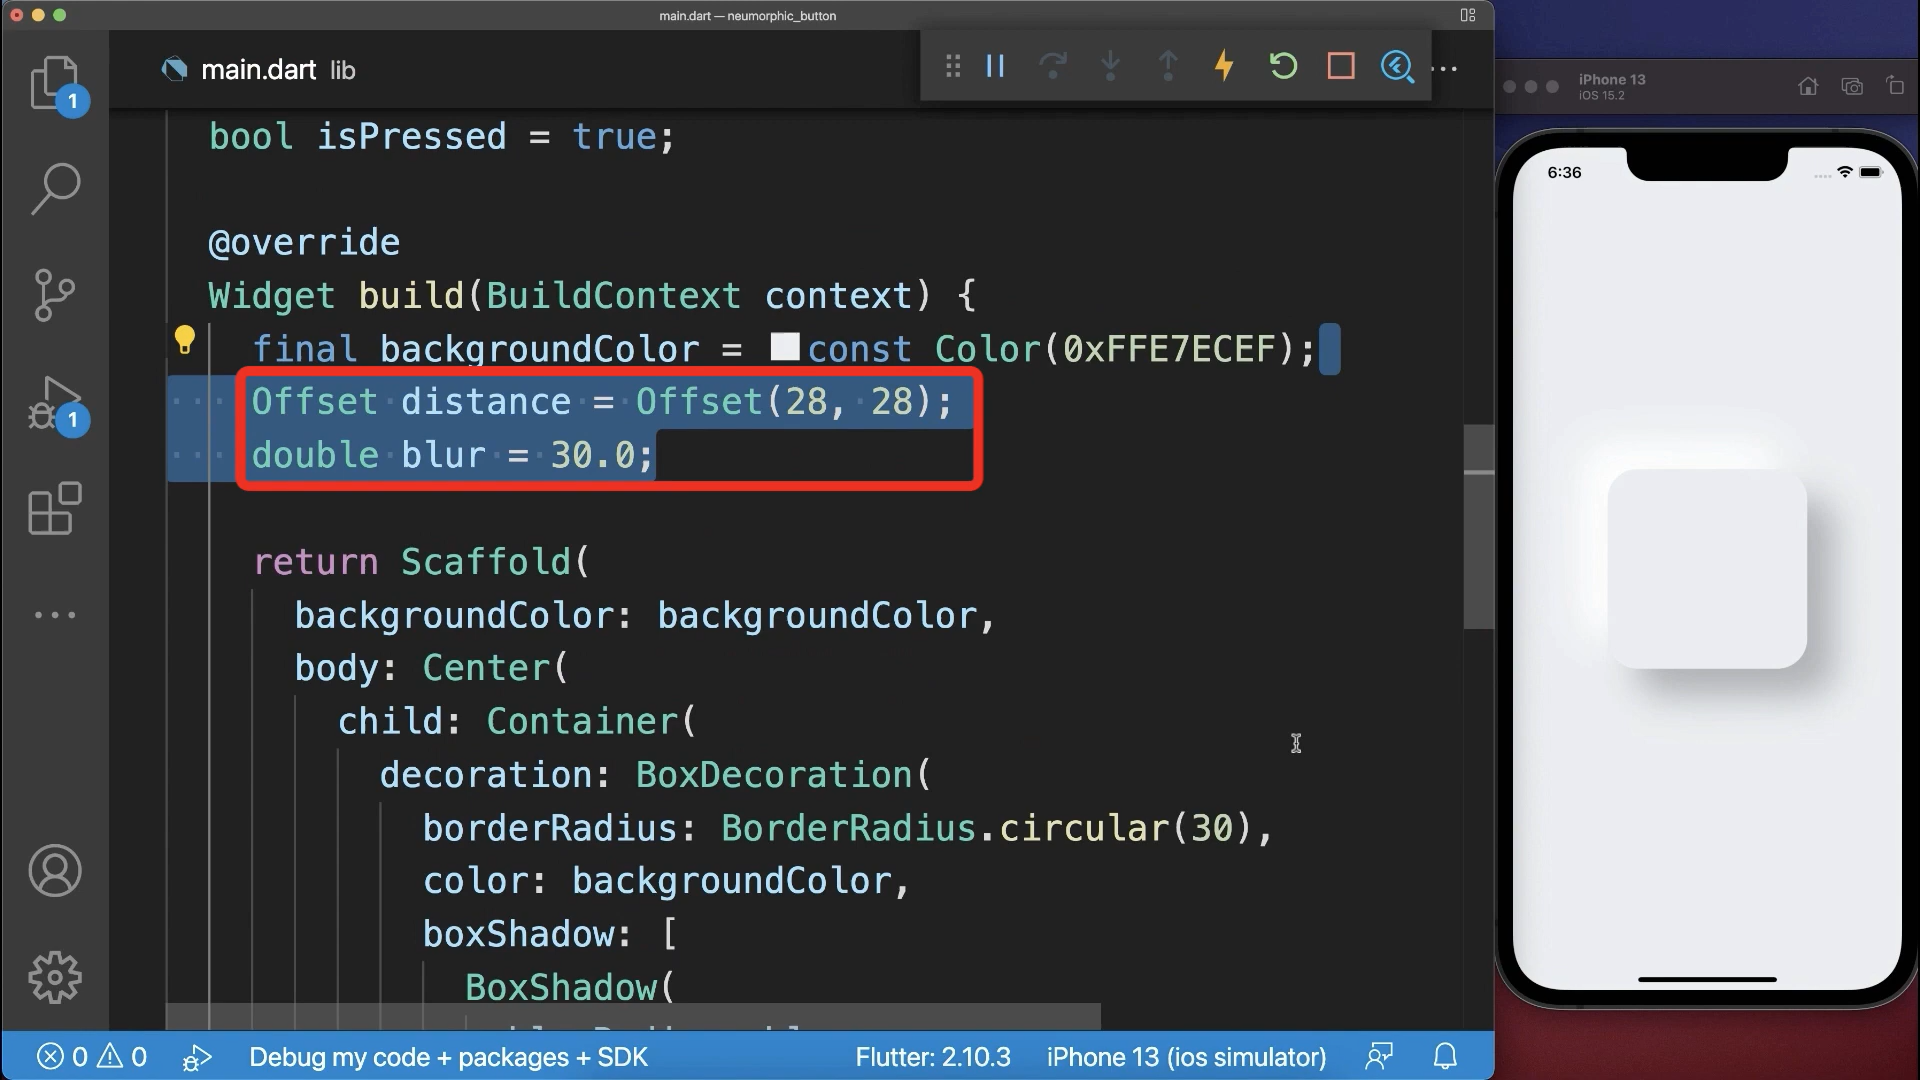 main.dart — neumorphic_button
main.dart lib
1
bool isPressed = true;
@override
Widget build(BuildContext context) {
final backgroundColor = const Color(0xFFE7ECEF);
Offset distance = Offset(28, 28);
double blur = 30.0;
1
return Scaffold(
backgroundColor: backgroundColor,
body: Center(
child: Container(
decoration: BoxDecoration(
borderRadius: BorderRadius.circular(30),
color: backgroundColor,
boxShadow: [
BoxShadow(
0 0 Debug my code + packages + SDK Flutter: 2.10.3 iPhone 13 (ios simulator)
iPhone 13
iOS 15.2
6:36